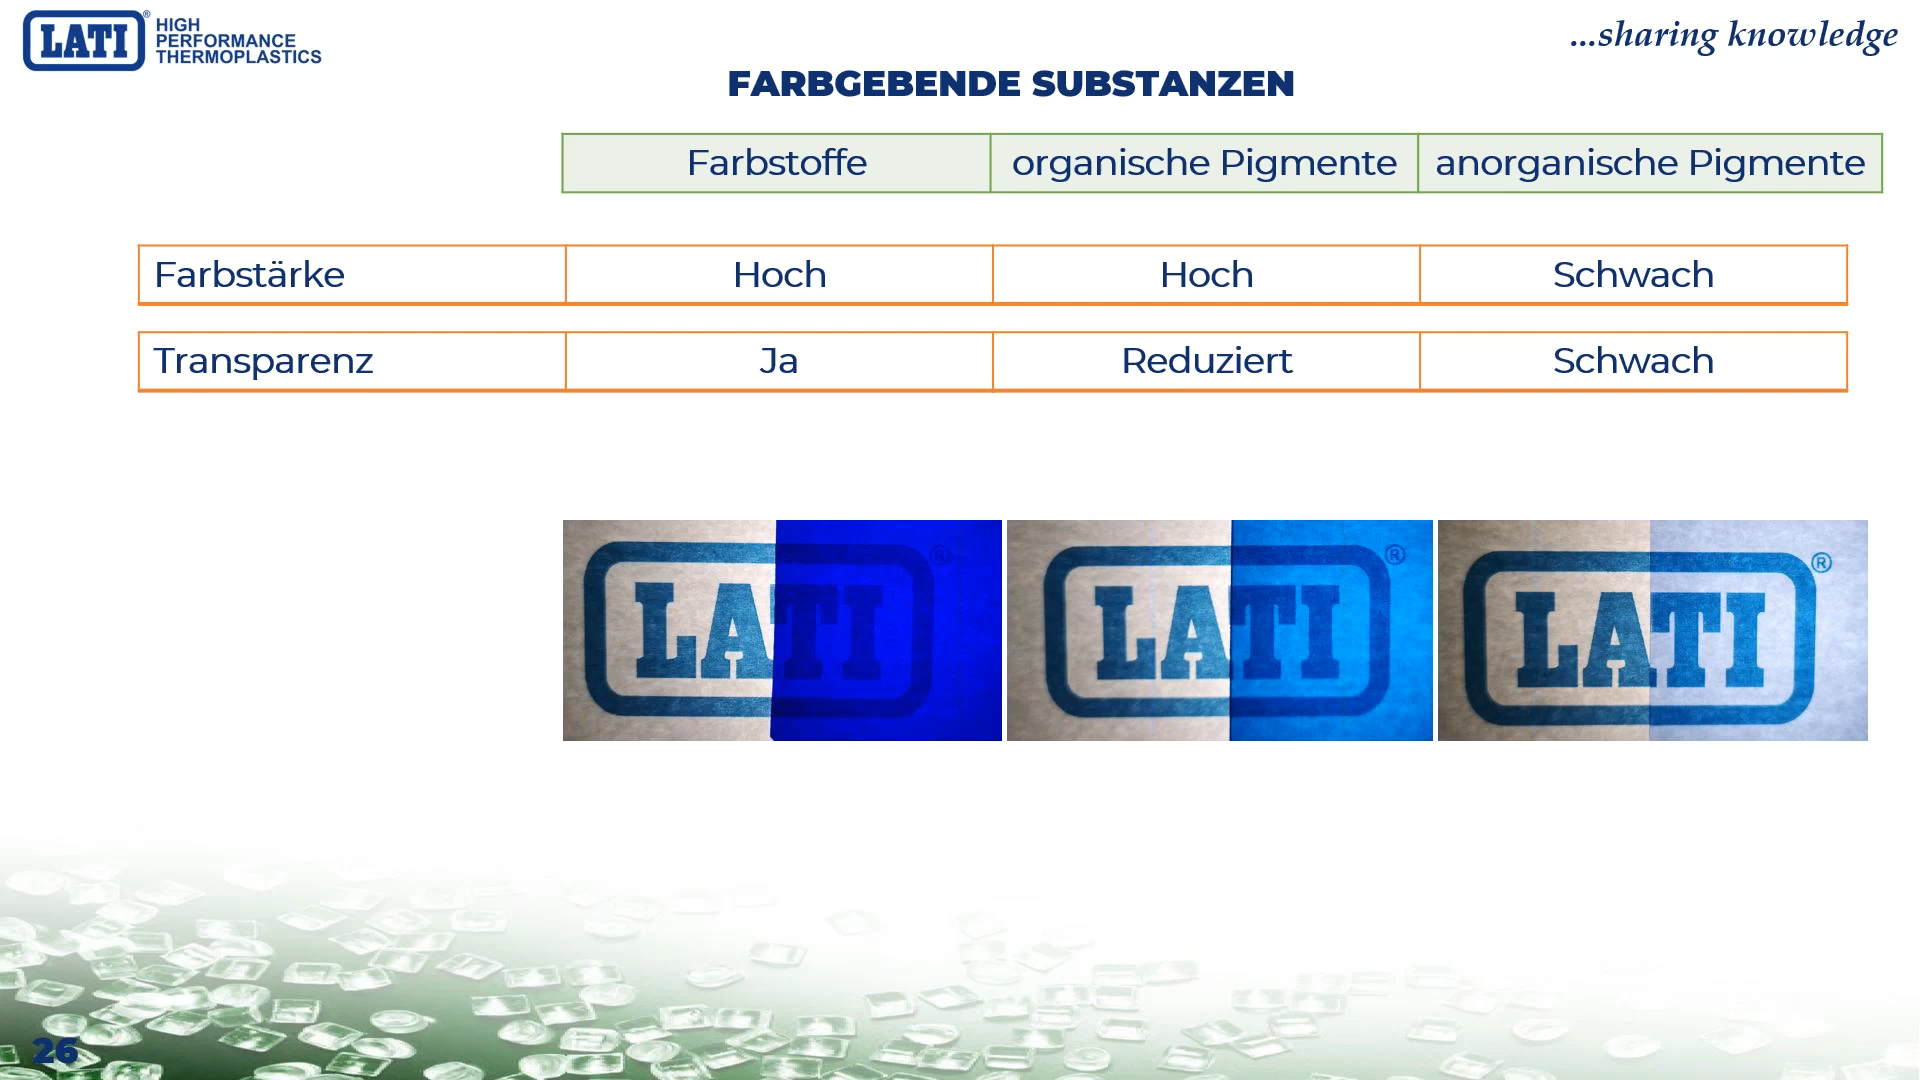 LATI®
HIGH
PERFORMANCE
THERMOPLASTICS
...sharing knowledge
FARBGEBENDE SUBSTANZEN
Farbstoffe organische Pigmente anorganische Pigmente
Farbstärke Hoch Hoch Schwach
Transparenz Ja Reduziert Schwach
LATI® LATI® LATI®
26